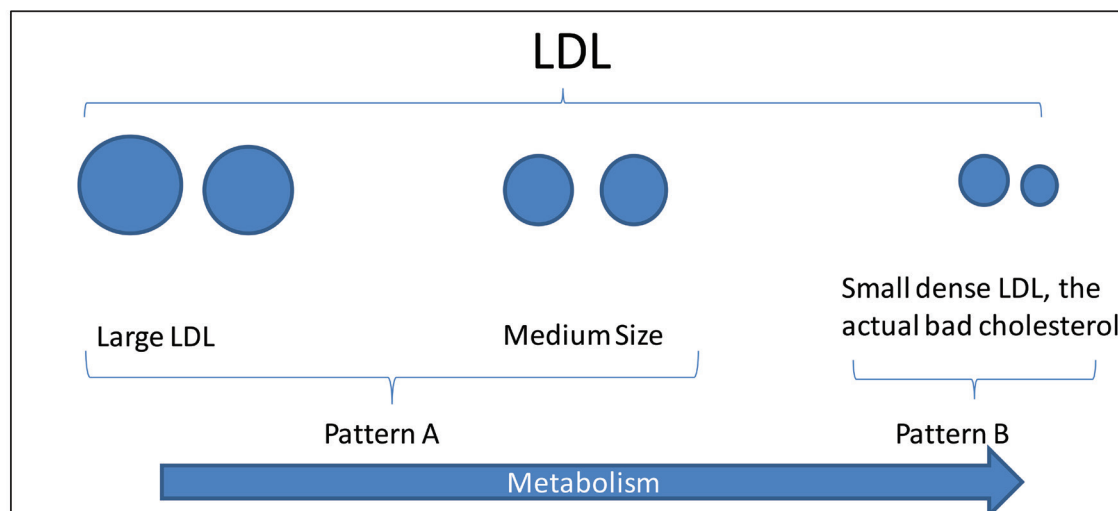 LDL
Large LDL
Medium Size
Small dense LDL, the
actual bad cholesterol
Pattern A
Pattern B
Metabolism